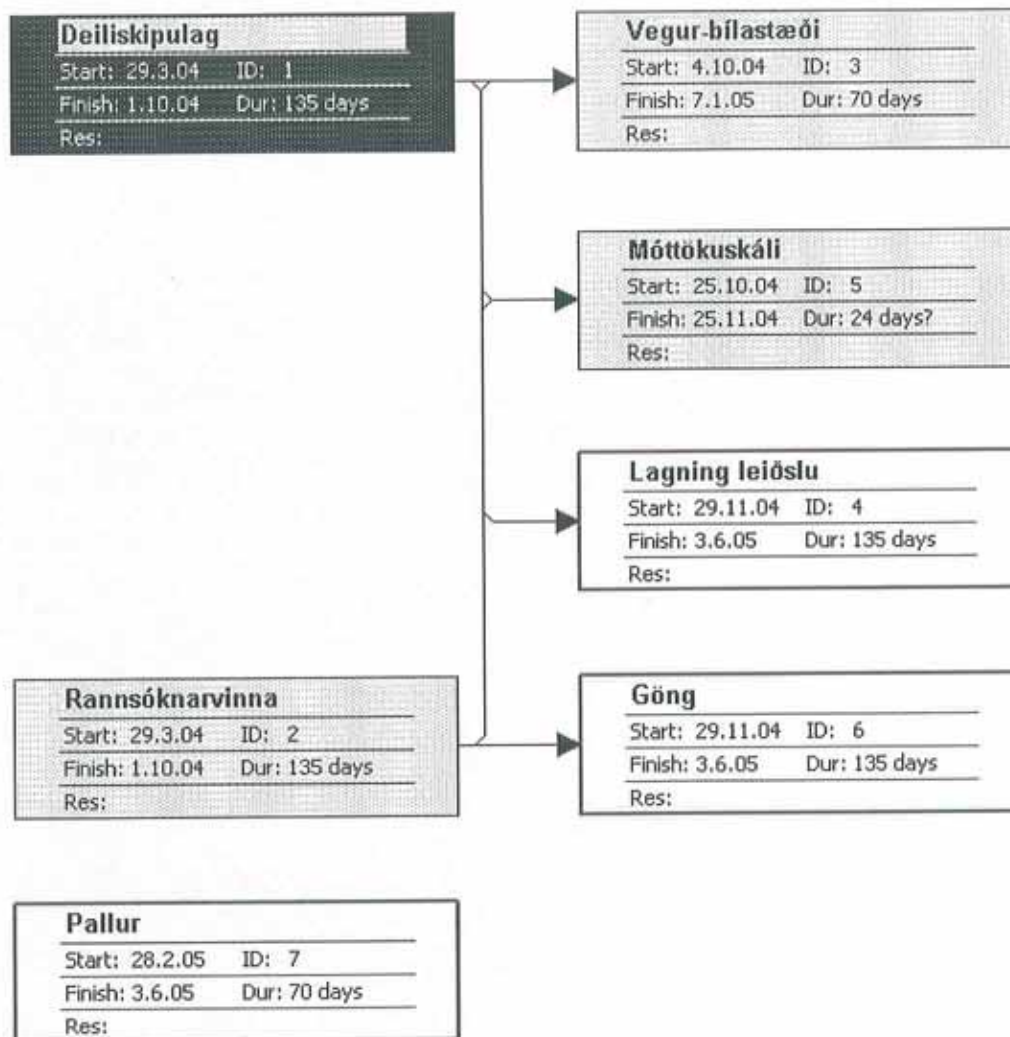 Deiliskipulag
Start: 29.3.04 ID: 1
Finish: 1.10.04 Dur: 135 days
Res:
Vegur-bílastæði
Start: 4.10.04 ID: 3
Finish: 7.1.05 Dur: 70 days
Res:
Móttökuskáli
Start: 25.10.04 ID: 5
Finish: 25.11.04 Dur: 24 days?
Res:
Lagning leiðslu
Start: 29.11.04 ID: 4
Finish: 3.6.05 Dur: 135 days
Res:
Rannsóknarvinna
Start: 29.3.04 ID: 2
Finish: 1.10.04 Dur: 135 days
Res:
Göng
Start: 29.11.04 ID: 6
Finish: 3.6.05 Dur: 135 days
Res:
Pallur
Start: 28.2.05 ID: 7
Finish: 3.6.05 Dur: 70 days
Res: